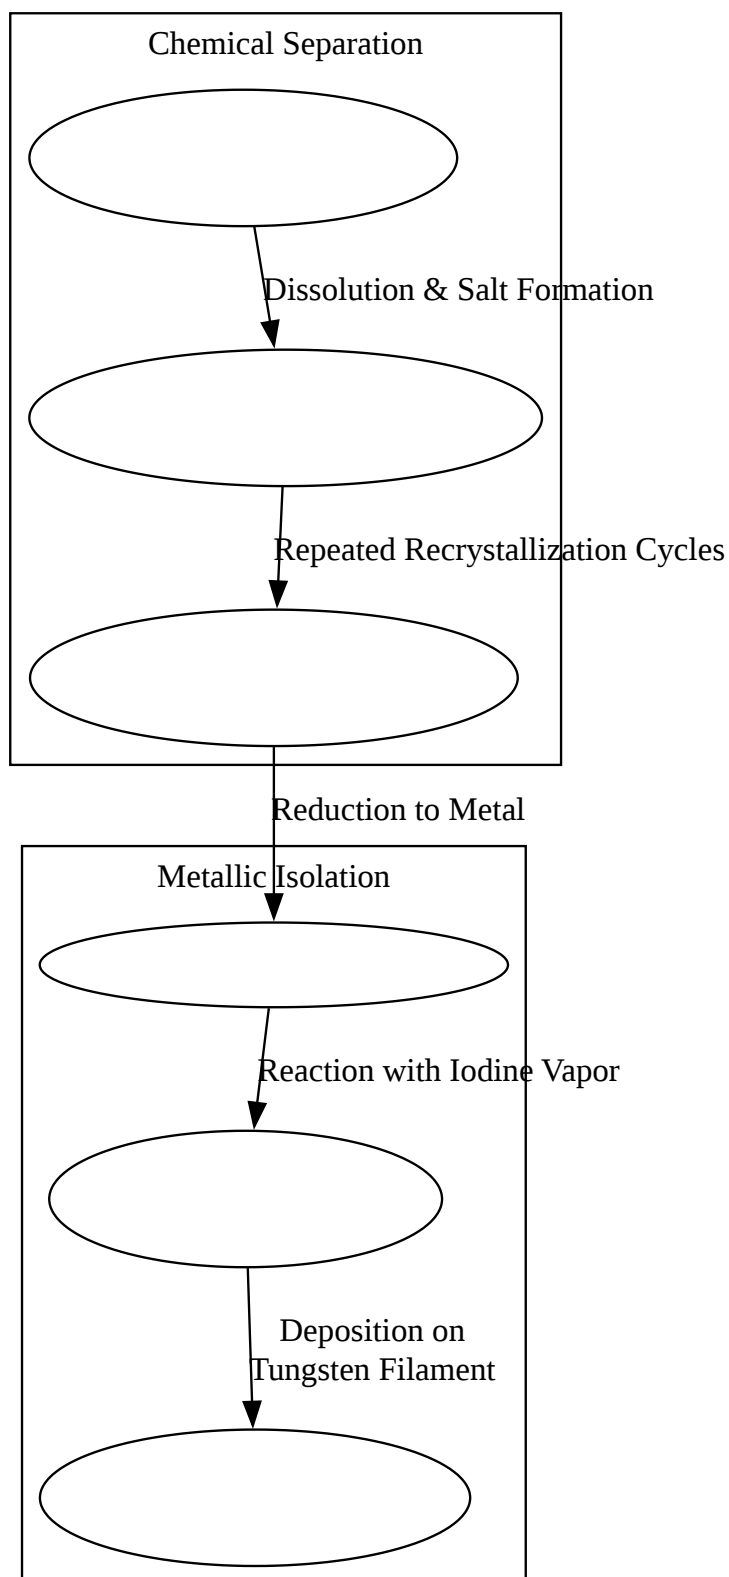 Chemical Separation
Dissolution & Salt Formation
Repeated Recrystallization Cycles
Reduction to Metal
Metallic Isolation
Reaction with Iodine Vapor
Deposition on
Tungsten Filament